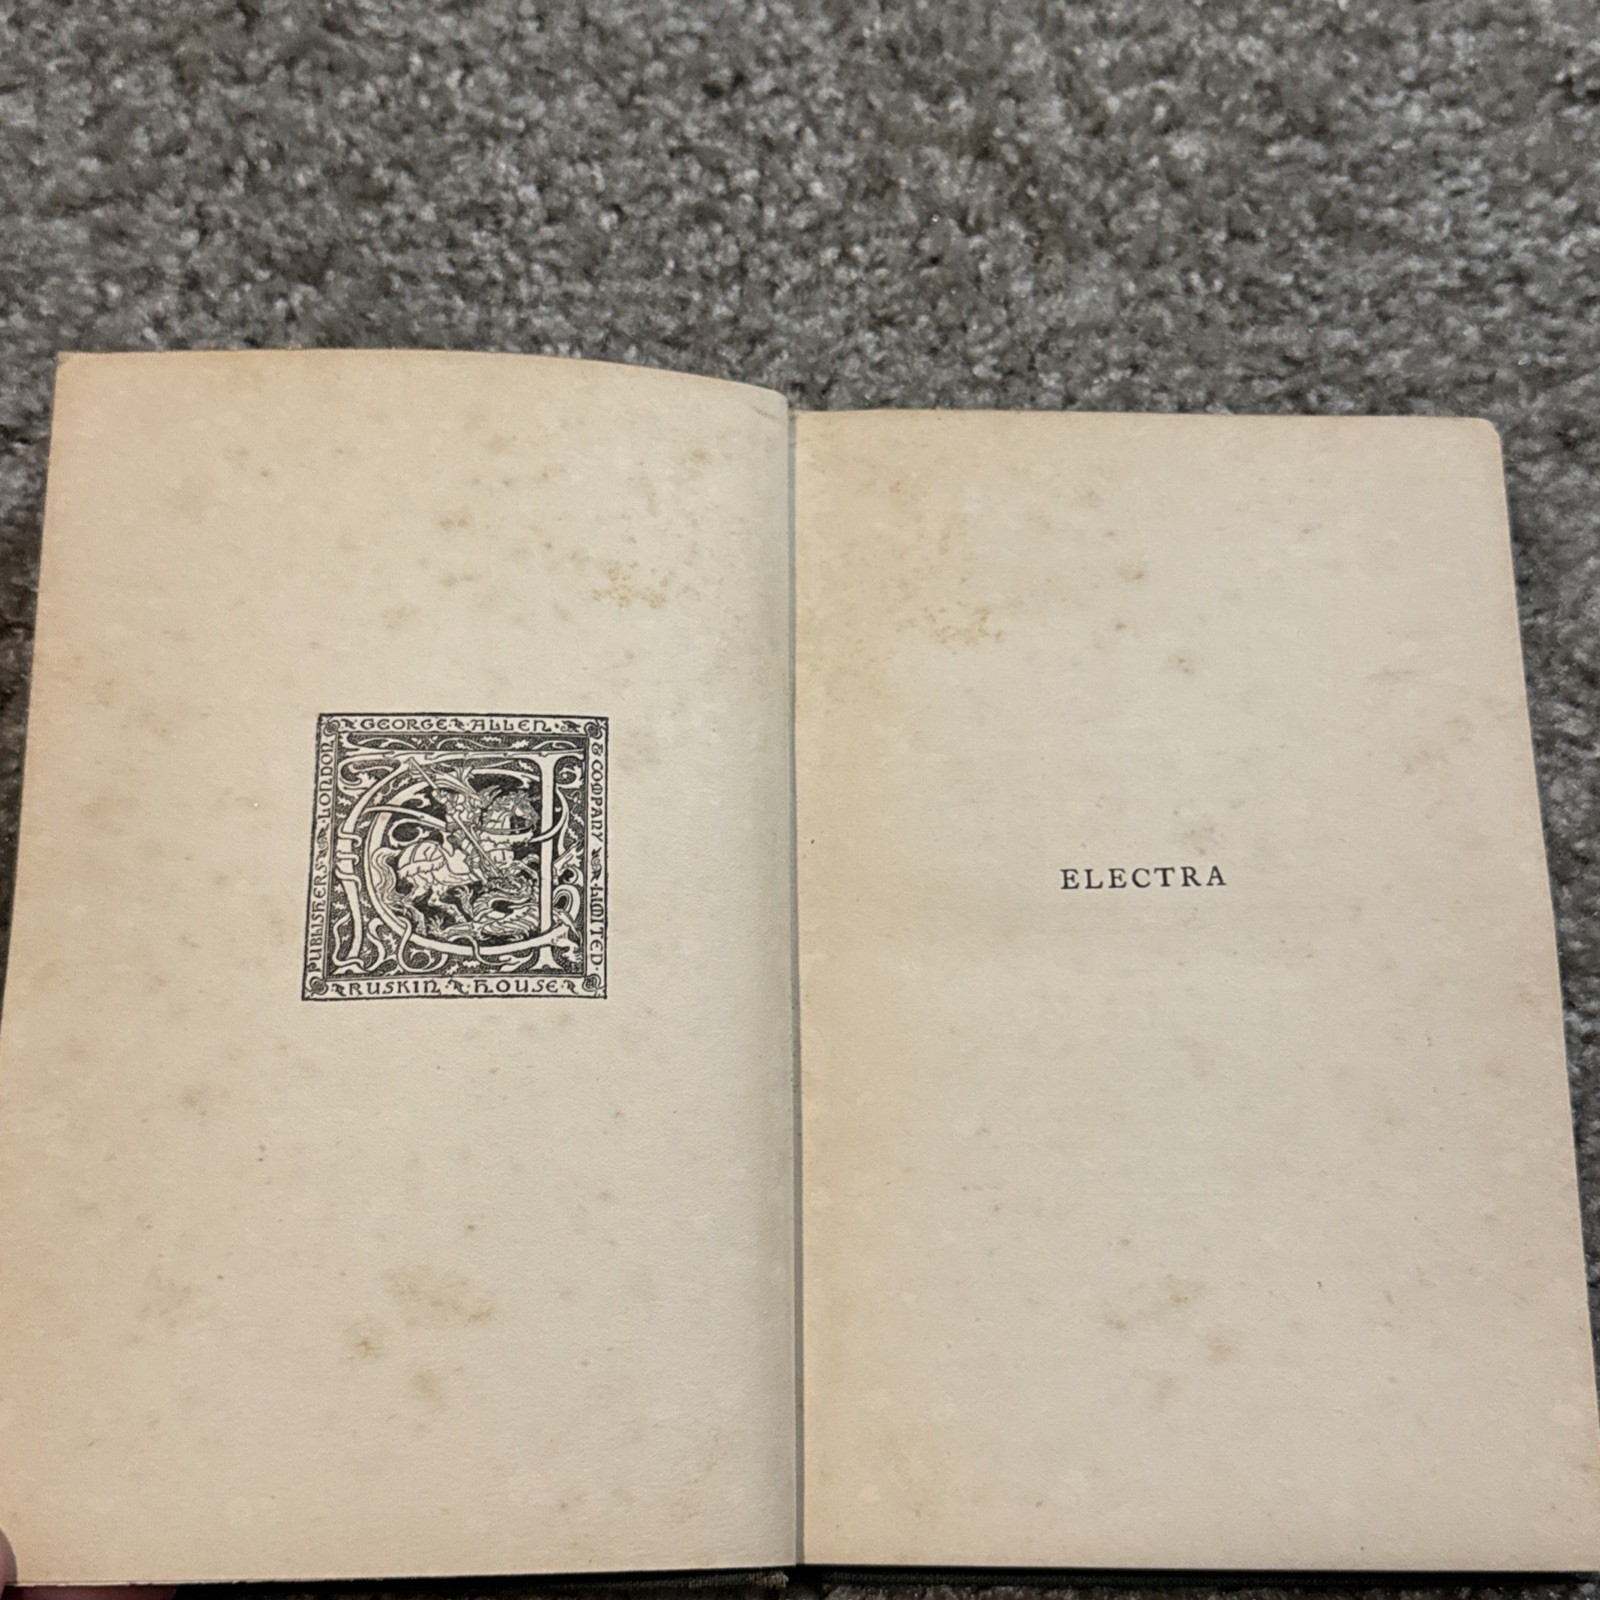 GEORGE ALLEN
& COMPANY LIMITED.
RUSKIN HOUSE
PUBLISHERS LONDON
ELECTRA